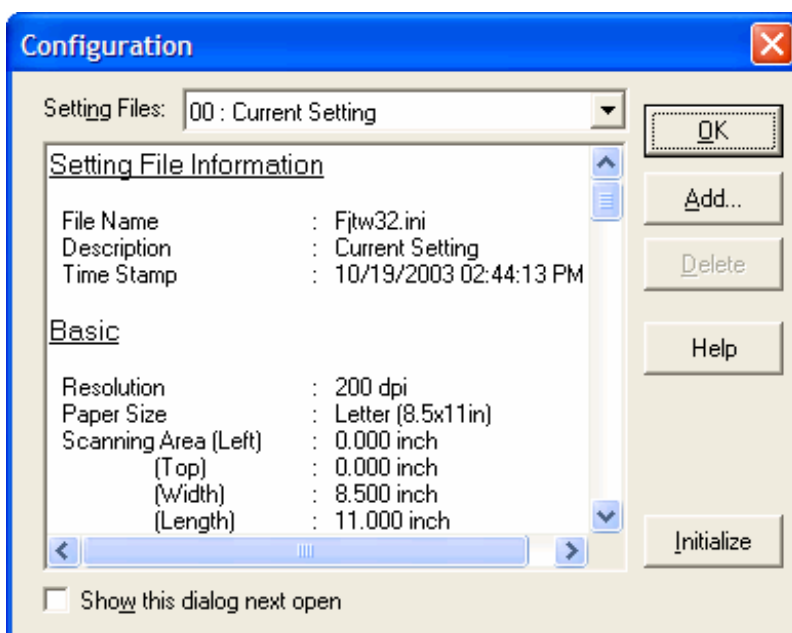 Configuration
Setting Files: 00 : Current Setting
OK
Add...
Delete
Help
Initialize
Setting File Information
File Name : Fjtw32.ini
Description : Current Setting
Time Stamp : 10/19/2003 02:44:13 PM
Basic
Resolution : 200 dpi
Paper Size : Letter (8.5x11in)
Scanning Area (Left) : 0.000 inch
(Top) : 0.000 inch
(Width) : 8.500 inch
(Length) : 11.000 inch
Show this dialog next open